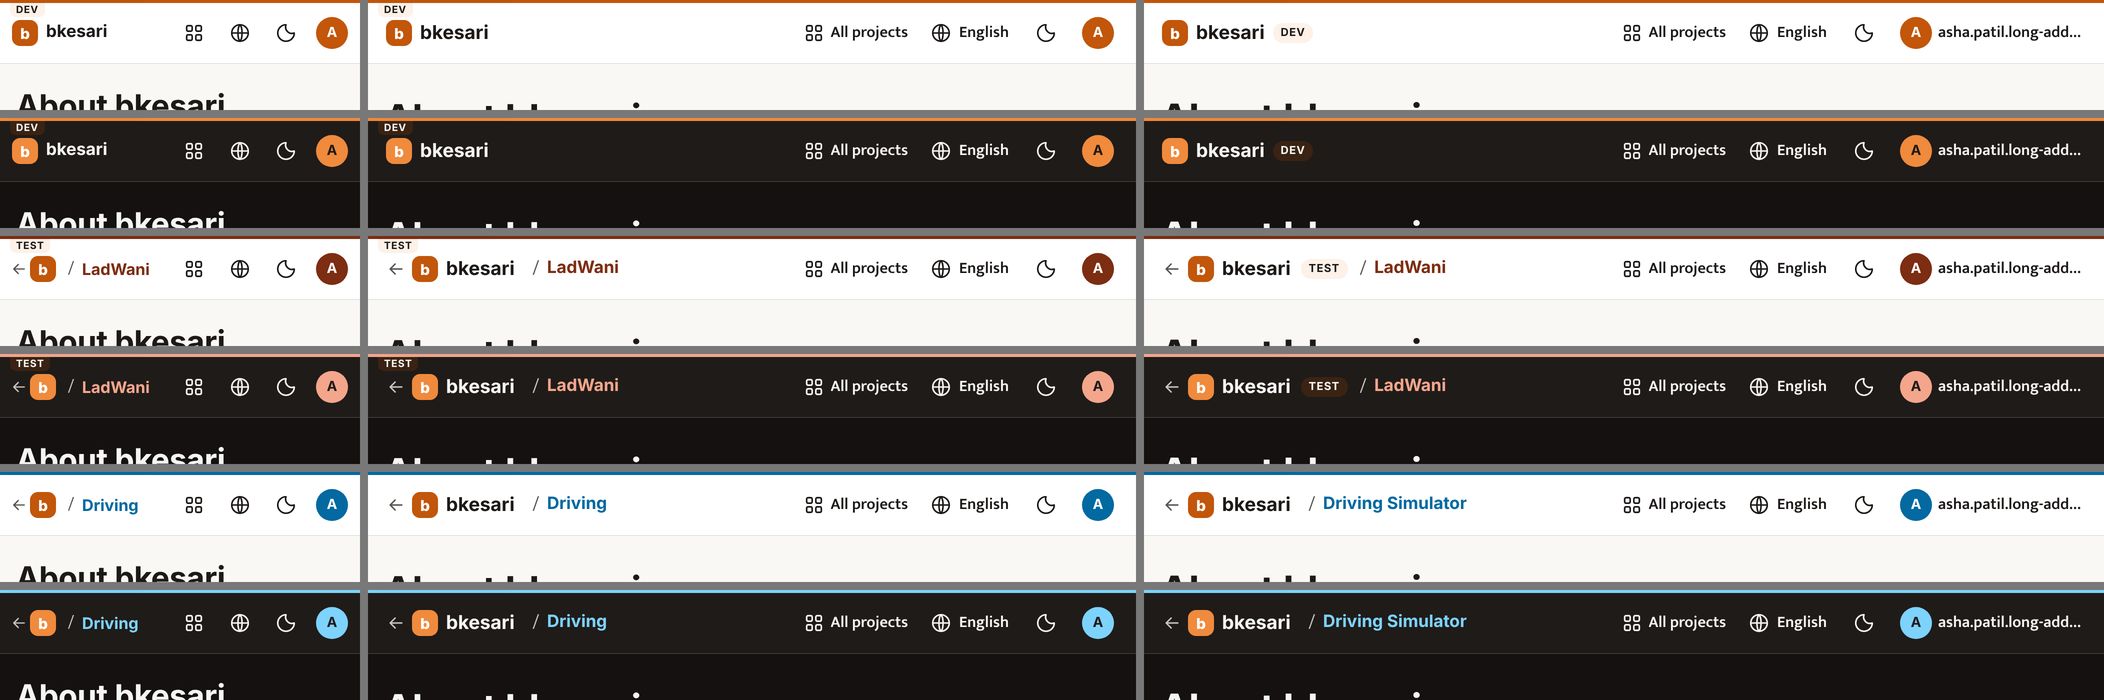 DEV
b bkesari A
About bkesari
DEV
b bkesari All projects English A
b bkesari DEV All projects English A asha.patil.long-add...
DEV
b bkesari A
About bkesari
DEV
b bkesari All projects English A
b bkesari DEV All projects English A asha.patil.long-add...
TEST
← b / LadWani A
About bkesari
TEST
← b bkesari / LadWani All projects English A
← b bkesari TEST / LadWani All projects English A asha.patil.long-add...
TEST
← b / LadWani A
About bkesari
TEST
← b bkesari / LadWani All projects English A
← b bkesari TEST / LadWani All projects English A asha.patil.long-add...
← b / Driving A
About bkesari
← b bkesari / Driving All projects English A
← b bkesari / Driving Simulator All projects English A asha.patil.long-add...
← b / Driving A
About bkesari
← b bkesari / Driving All projects English A
← b bkesari / Driving Simulator All projects English A asha.patil.long-add...